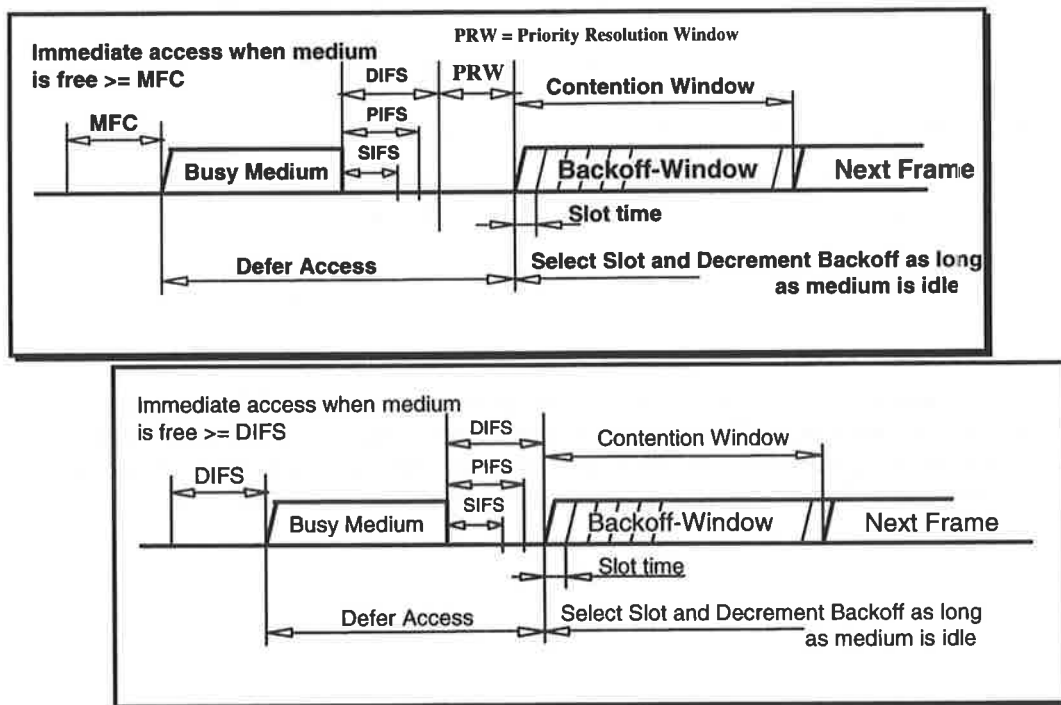 PRW = Priority Resolution Window
Immediate access when medium
is free >= MFC
DIFS
PRW
Contention Window
MFC
PIFS
SIFS
Busy Medium
Backoff-Window
Next Frame
Slot time
Defer Access
Select Slot and Decrement Backoff as long
as medium is idle
Immediate access when medium
is free >= DIFS
DIFS
Contention Window
DIFS
PIFS
SIFS
Busy Medium
Backoff-Window
Next Frame
Slot time
Defer Access
Select Slot and Decrement Backoff as long
as medium is idle